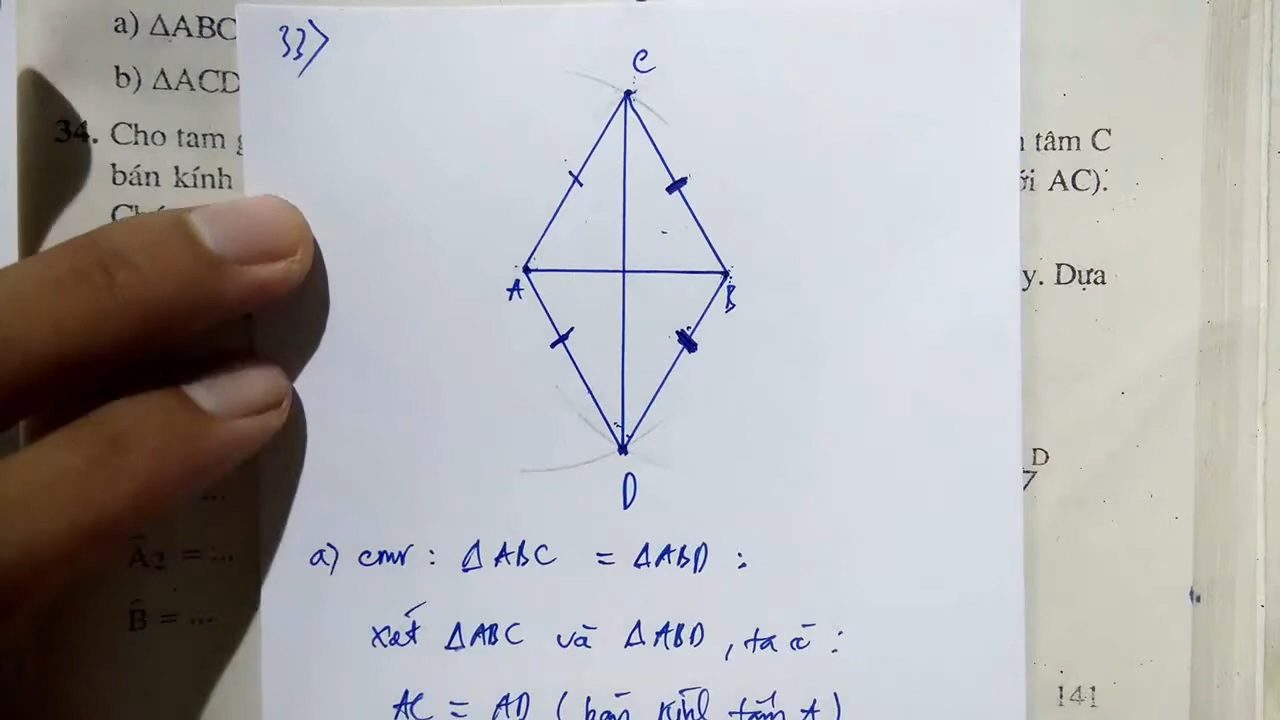 a) ΔABC
b) ΔACD
34. Cho tam
n tâm C
bán kính
ới AC).
y. Dựa
D
...
A2 = ...
B̂ = ...
141
33>
C
A
B
D
a) cmr : ΔABC = ΔABD :
xét ΔABC và ΔABD , ta có :
AC = AD ( bán kính tâm A )